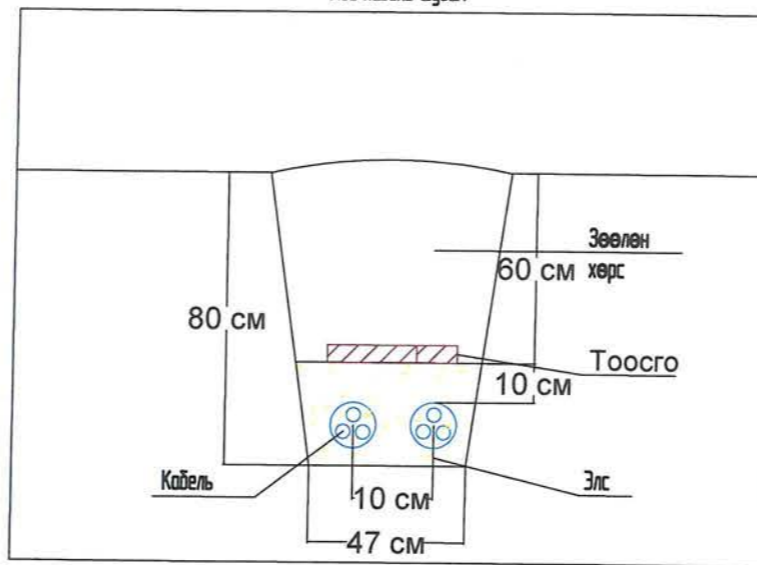 Зөөлөн
60 см хөрс
80 см
Тоосго
10 см
Кабель
10 см
Элс
47 см